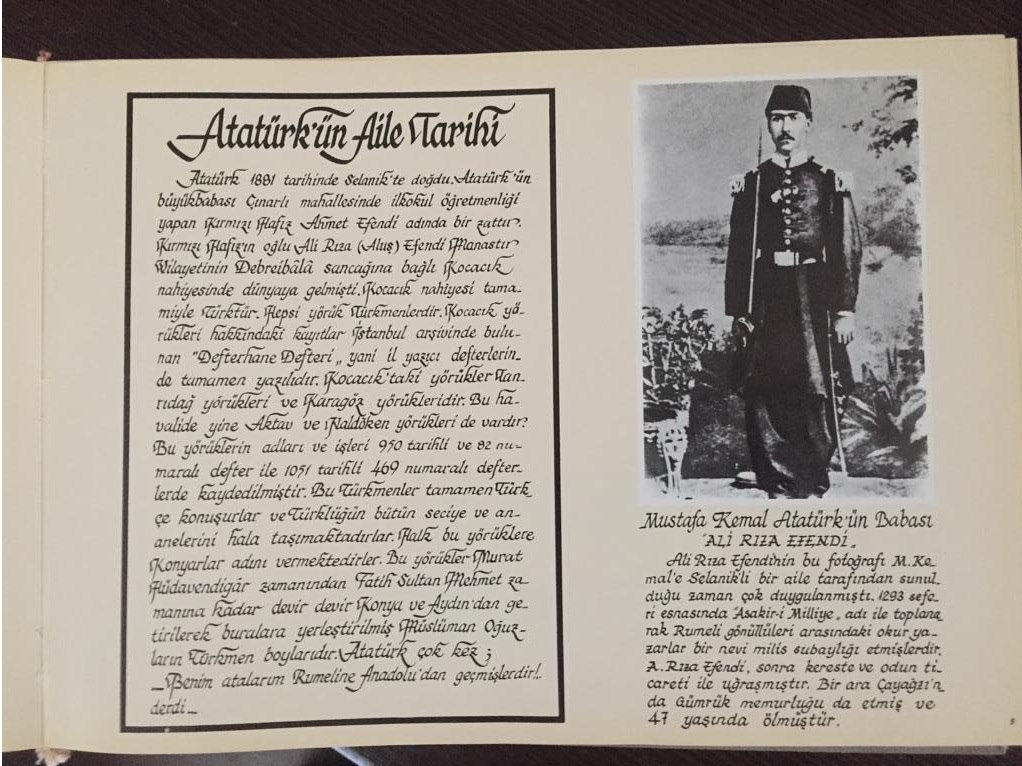 Atatürk'ün Aile Tarihi
Atatürk 1881 tarihinde Selanik'te doğdu. Atatürk'ün
büyükbabası Çınarlı mahallesinde ilkokul öğretmenliği
yapan Kırmızı Hafız Ahmet Efendi adında bir zattır.
Kırmızı Hafız'ın oğlu Ali Rıza (Aluş) Efendi Manastır
Vilayetinin Debreibâlâ sancağına bağlı Kocacık
nahiyesinde dünyaya gelmişti. Kocacık nahiyesi tama-
miyle Türktür. Hepsi yörük Türkmenlerdir. Kocacık yö-
rükleri hakkındaki kayıtlar İstanbul arşivinde bulu-
nan "Defterhane Defteri„ yani il yazıcı defterlerin-
de tamamen yazılıdır. Kocacık'taki yörükler Tan-
rıdağ yörükleri ve Karagöz yörükleridir. Bu ha-
valide yine Aktav ve Naldöken yörükleri de vardır.
Bu yörüklerin adları ve işleri 950 tarihli ve 82 nu-
maralı defter ile 1051 tarihli 469 numaralı defter-
lerde kaydedilmiştir. Bu Türkmenler tamamen Türk-
çe konuşurlar ve Türklüğün bütün seciye ve an-
anelerini hala taşımaktadırlar. Halk bu yörüklere
Konyarlar adını vermektedirler. Bu yörükler Murat
Hüdavendigâr zamanından Fatih Sultan Mehmet za-
manına kadar devir devir Konya ve Aydın'dan ge-
tirilerek buralara yerleştirilmiş Müslüman Oğuz-
ların Türkmen boylarıdır. Atatürk çok kez ;
_Benim atalarım Rumeline Anadolu'dan geçmişlerdir!.
derdi_
Mustafa Kemal Atatürk'ün Babası
"ALİ RIZA EFENDİ„
Ali Rıza Efendinin bu fotoğrafı M. Ke-
mal'e Selanikli bir aile tarafından sunul-
duğu zaman çok duygulanmıştı. 1293 sefe-
ri esnasında "Asakir-i Milliye„ adı ile toplana-
rak Rumeli gönüllüleri arasındaki okur ya-
zarlar bir nevi milis subaylığı etmişlerdir.
A. Rıza Efendi, sonra kereste ve odun ti-
careti ile uğraşmıştır. Bir ara Çayağzı'n-
da Gümrük memurluğu da etmiş ve
47 yaşında ölmüştür.
5